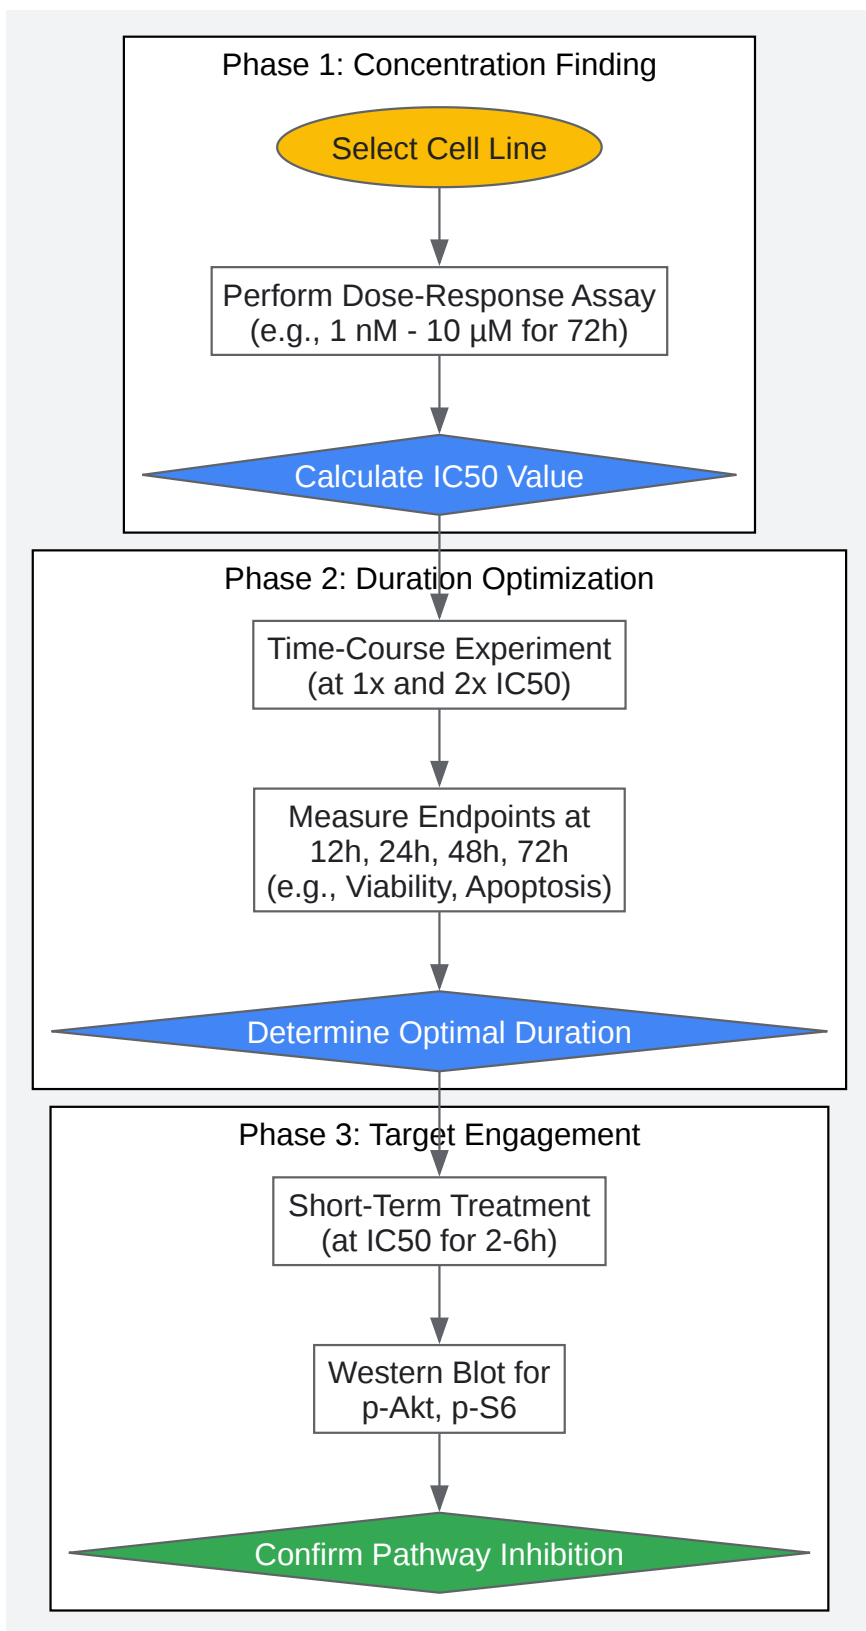 Phase 1: Concentration Finding
Select Cell Line
Perform Dose-Response Assay
(e.g., 1 nM - 10 µM for 72h)
Calculate IC50 Value
Phase 2: Duration Optimization
Time-Course Experiment
(at 1x and 2x IC50)
Measure Endpoints at
12h, 24h, 48h, 72h
(e.g., Viability, Apoptosis)
Determine Optimal Duration
Phase 3: Target Engagement
Short-Term Treatment
(at IC50 for 2-6h)
Western Blot for
p-Akt, p-S6
Confirm Pathway Inhibition